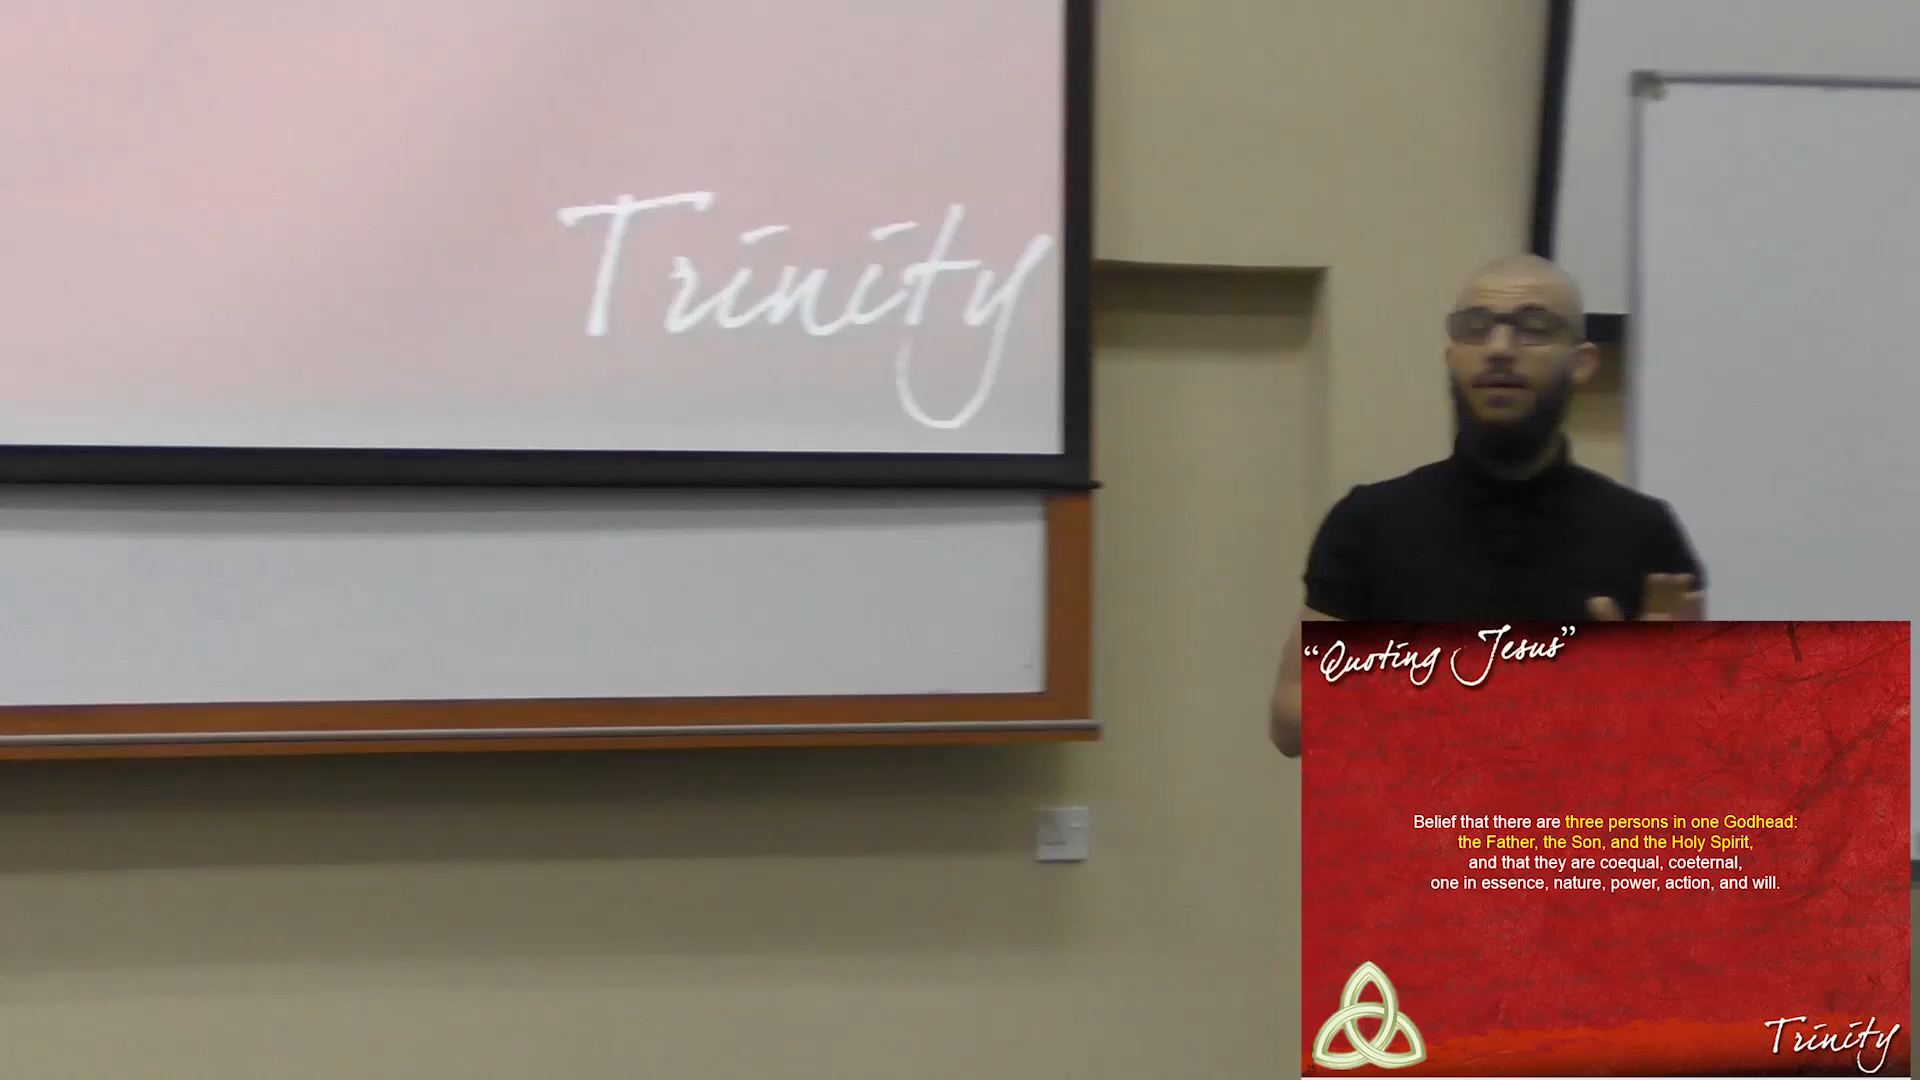 Trinity
“Quoting Jesus”
Belief that there are three persons in one Godhead:
the Father, the Son, and the Holy Spirit,
and that they are coequal, coeternal,
one in essence, nature, power, action, and will.
Trinity